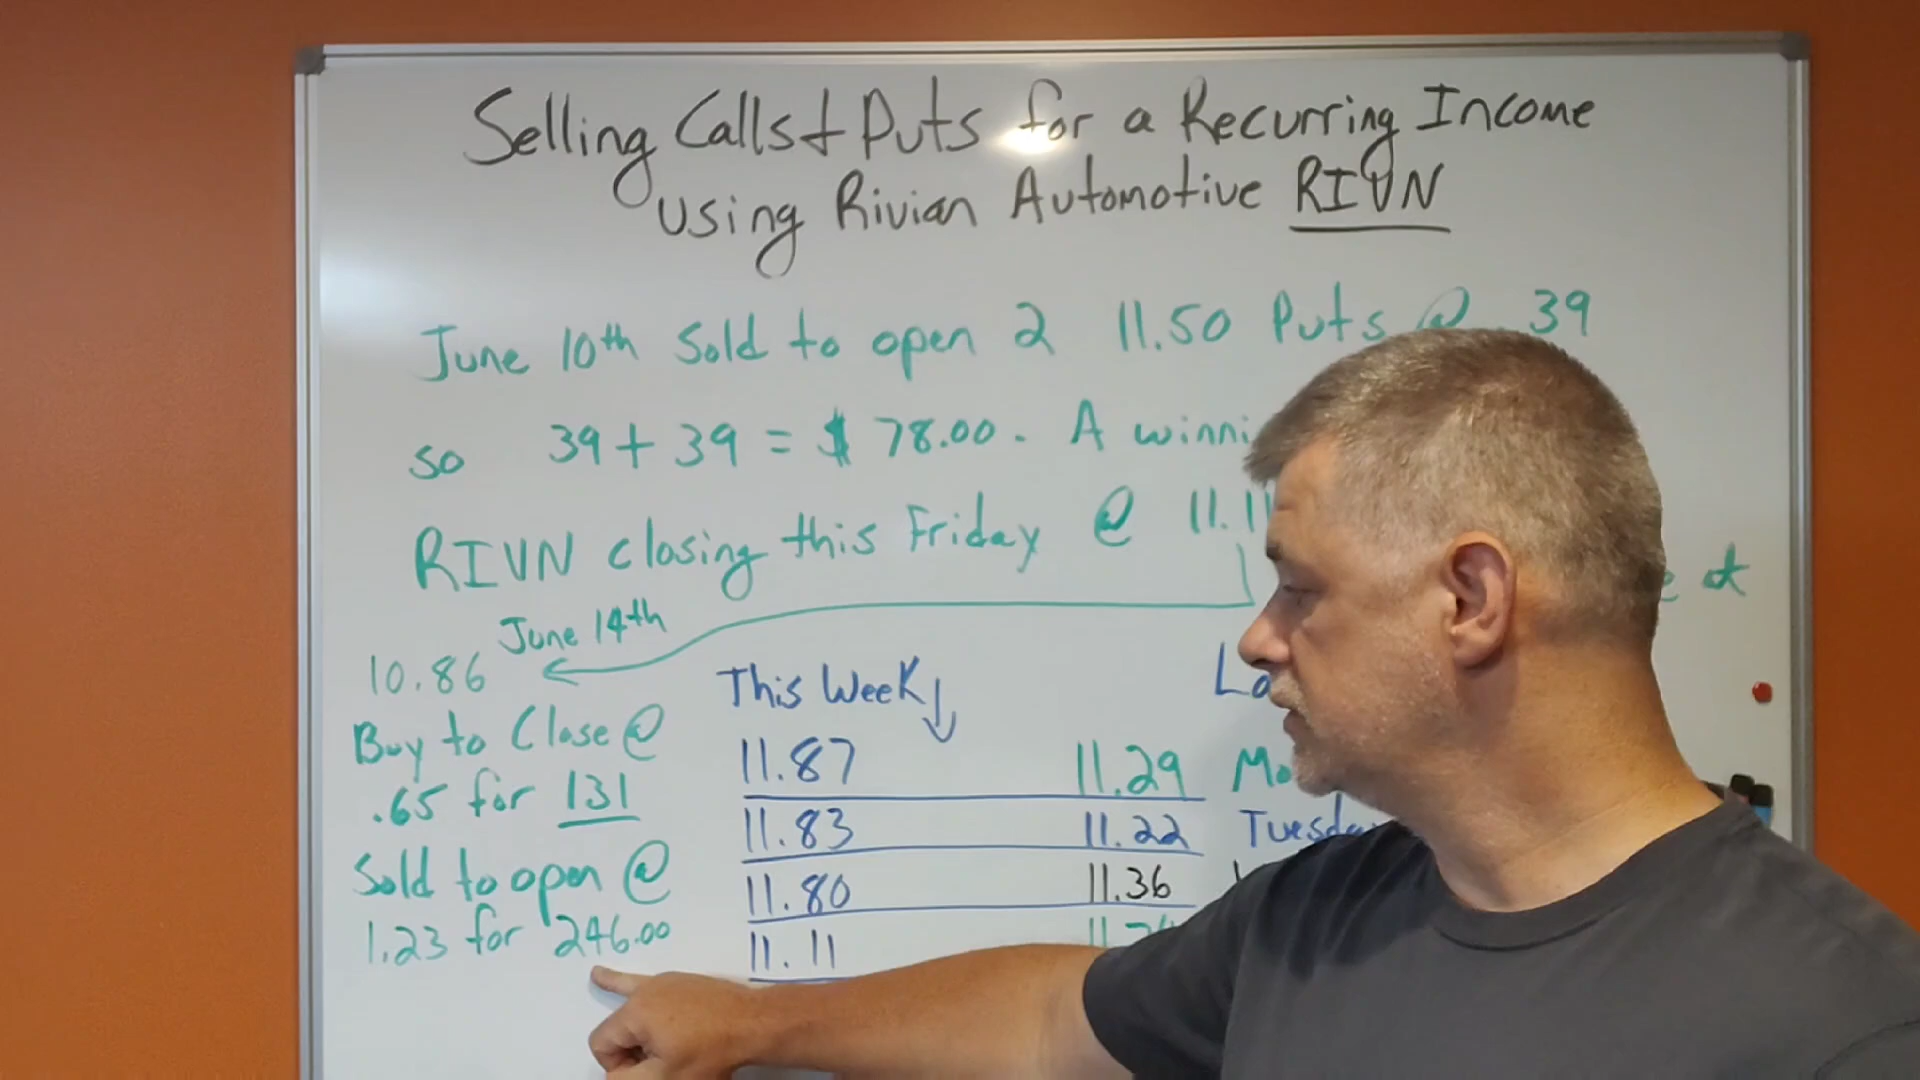 Selling Calls & Puts for a Recurring Income
using Rivian Automotive RIVN
June 10th Sold to open 2 11.50 Puts @ .39
so 39 + 39 = $ 78.00. A
RIVN closing this Friday @ 11.11
June 14th
10.86
Buy to Close @
.65 for 131
Sold to open @
1.23 for 246.00
This Week
11.87 11.29
11.83 11.22 Tuesday
11.80 11.36
11.11